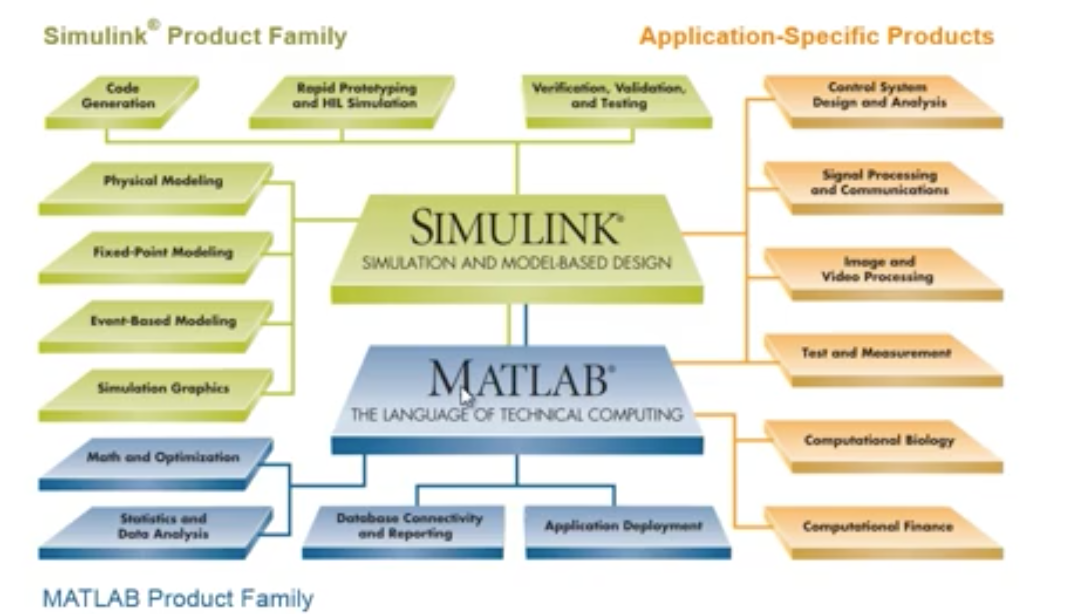 Simulink® Product Family
Application-Specific Products
Code
Generation
Rapid Prototyping
and HIL Simulation
Verification, Validation,
and Testing
Control System
Design and Analysis
Physical Modeling
Signal Processing
and Communications
SIMULINK®
SIMULATION AND MODEL-BASED DESIGN
Fixed-Point Modeling
Image and
Video Processing
Event-Based Modeling
Test and Measurement
Simulation Graphics
MATLAB®
THE LANGUAGE OF TECHNICAL COMPUTING
Math and Optimization
Computational Biology
Statistics and
Data Analysis
Database Connectivity
and Reporting
Application Deployment
Computational Finance
MATLAB Product Family